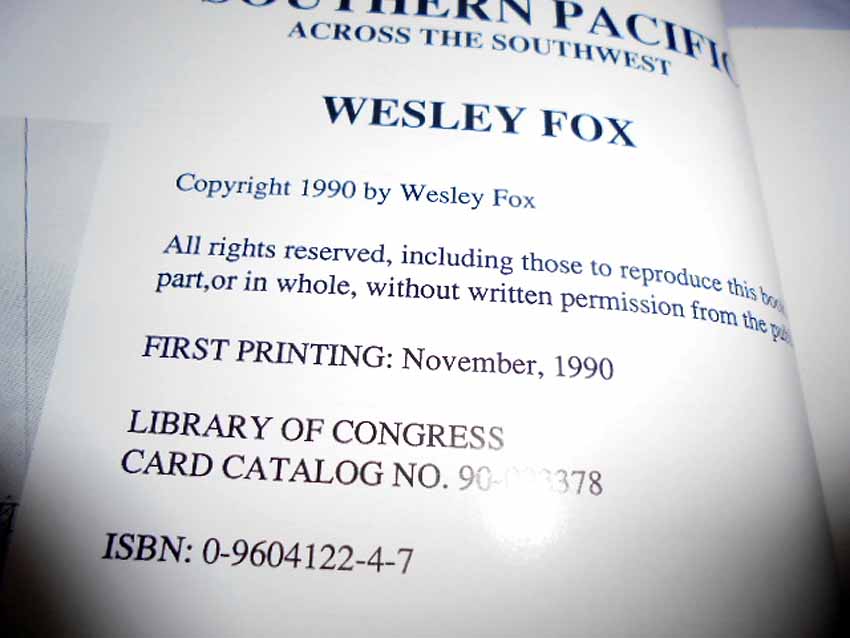 SOUTHERN PACIFIC
ACROSS THE SOUTHWEST
WESLEY FOX
Copyright 1990 by Wesley Fox
All rights reserved, including those to reproduce this
part,or in whole, without written permission from the
FIRST PRINTING: November, 1990
LIBRARY OF CONGRESS
CARD CATALOG NO.
ISBN: 0-9604122-4-7